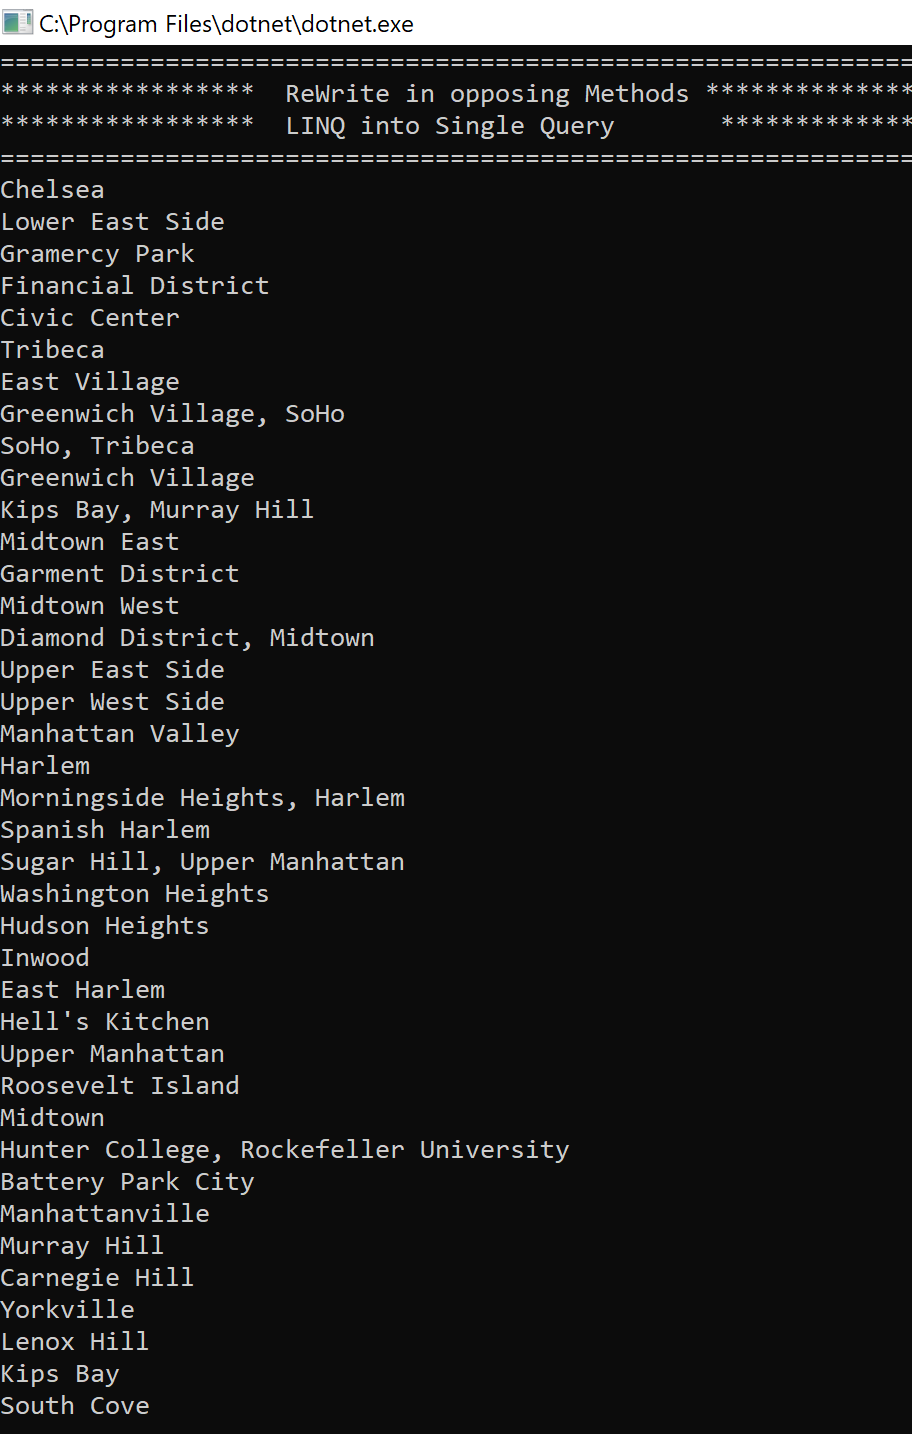 C:\Program Files\dotnet\dotnet.exe
=============================================================
***************** ReWrite in opposing Methods **************
***************** LINQ into Single Query *************
=============================================================
Chelsea
Lower East Side
Gramercy Park
Financial District
Civic Center
Tribeca
East Village
Greenwich Village, SoHo
SoHo, Tribeca
Greenwich Village
Kips Bay, Murray Hill
Midtown East
Garment District
Midtown West
Diamond District, Midtown
Upper East Side
Upper West Side
Manhattan Valley
Harlem
Morningside Heights, Harlem
Spanish Harlem
Sugar Hill, Upper Manhattan
Washington Heights
Hudson Heights
Inwood
East Harlem
Hell's Kitchen
Upper Manhattan
Roosevelt Island
Midtown
Hunter College, Rockefeller University
Battery Park City
Manhattanville
Murray Hill
Carnegie Hill
Yorkville
Lenox Hill
Kips Bay
South Cove